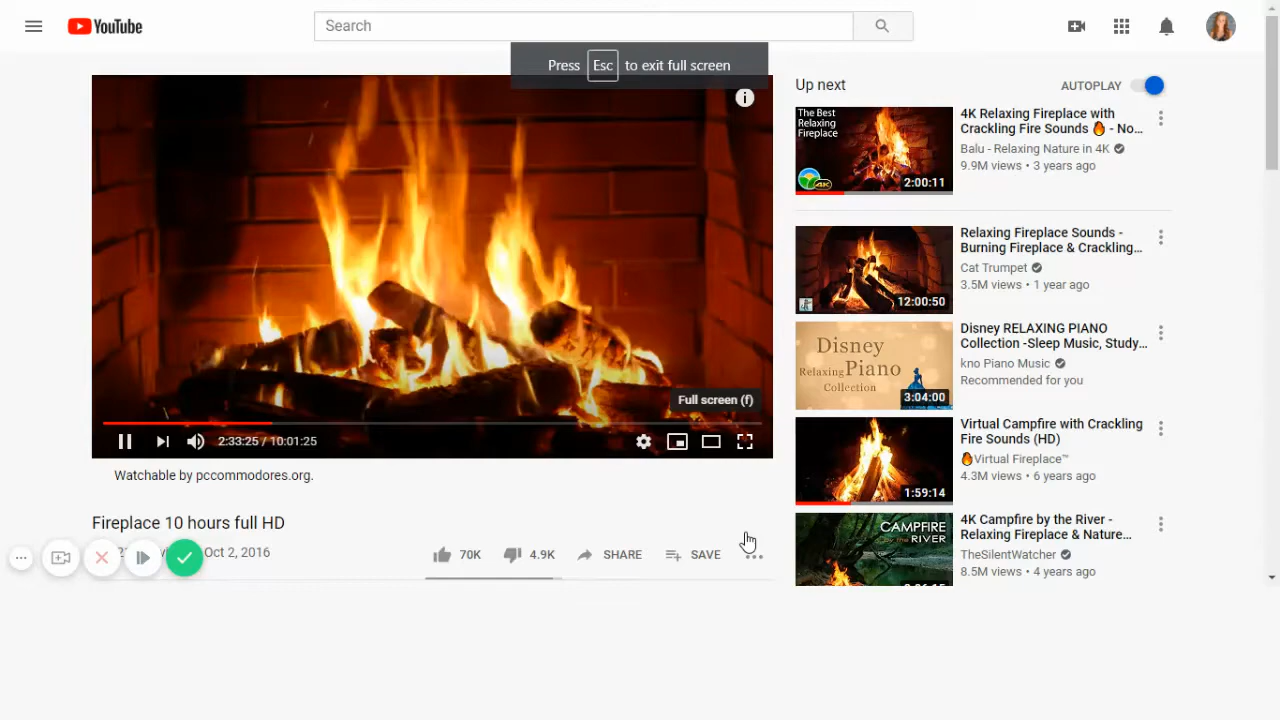 YouTube
Search
Press Esc to exit full screen
Up next
AUTOPLAY
The Best
Relaxing
Fireplace
4K
2:00:11
4K Relaxing Fireplace with
Crackling Fire Sounds 🔥 - No...
Balu - Relaxing Nature in 4K
9.9M views • 3 years ago
12:00:50
Relaxing Fireplace Sounds -
Burning Fireplace & Crackling...
Cat Trumpet
3.5M views • 1 year ago
Disney
Relaxing Piano
Collection
3:04:00
Disney RELAXING PIANO
Collection -Sleep Music, Study...
kno Piano Music
Recommended for you
1:59:14
Virtual Campfire with Crackling
Fire Sounds (HD)
🔥Virtual Fireplace™
4.3M views • 6 years ago
CAMPFIRE
by the RIVER
4K Campfire by the River -
Relaxing Fireplace & Nature...
TheSilentWatcher
8.5M views • 4 years ago
Full screen (f)
2:33:25 / 10:01:25
Watchable by pccommodores.org.
Fireplace 10 hours full HD
Oct 2, 2016
70K
4.9K
SHARE
SAVE